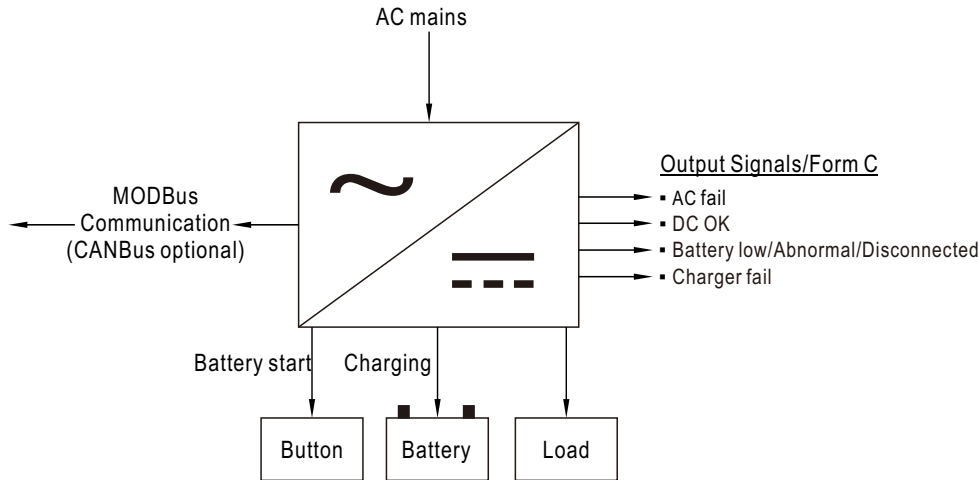 AC mains
Output Signals/Form C
▪ AC fail
▪ DC OK
▪ Battery low/Abnormal/Disconnected
▪ Charger fail
MODBus
Communication
(CANBus optional)
Battery start
Charging
Button
Battery
Load